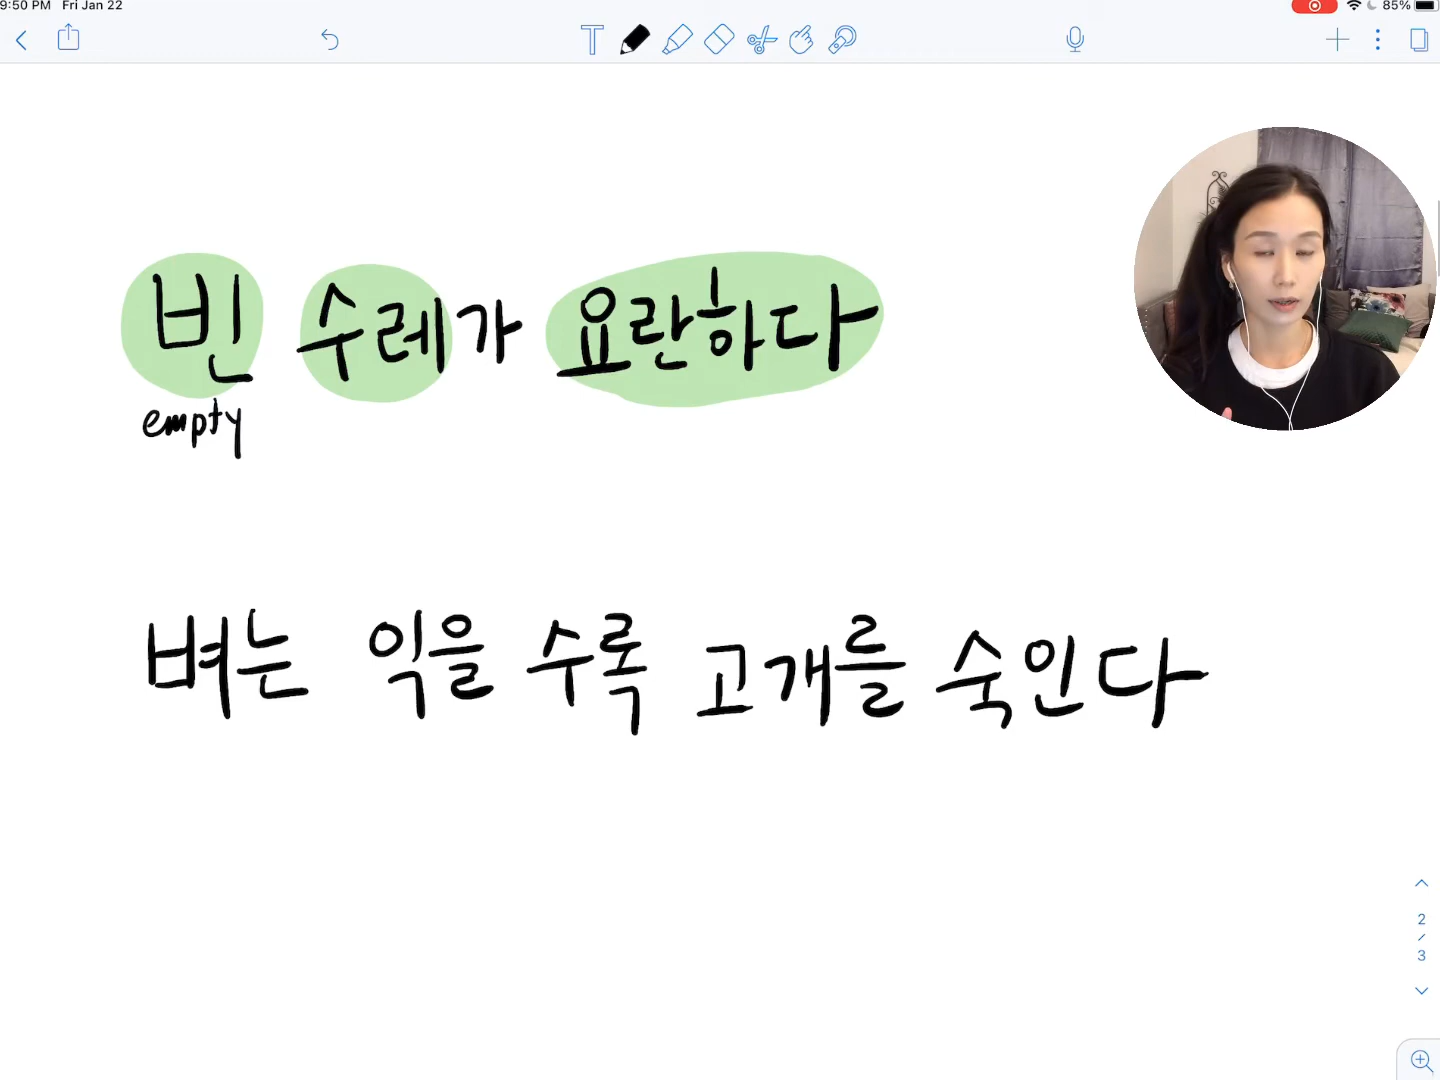 9:50 PM Fri Jan 22
85%
T
빈 수레가 요란하다
empty
벼는 익을 수록 고개를 숙인다
2
/
3